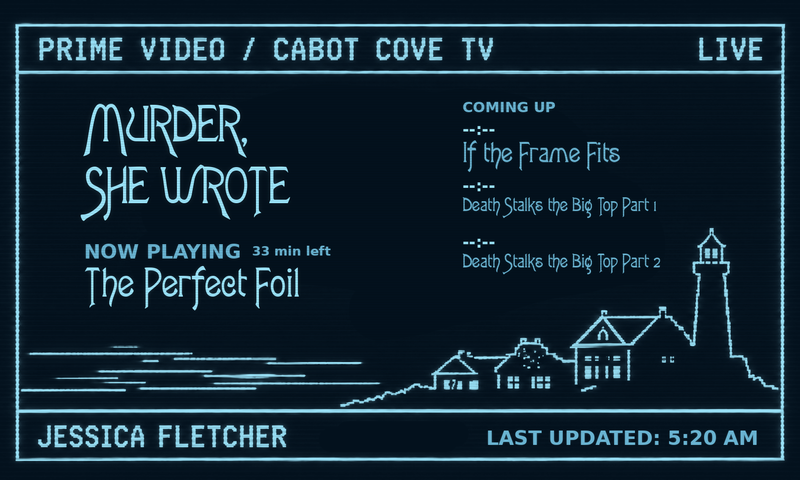 PRIME VIDEO / CABOT COVE TV
LIVE
MURDER,
SHE WROTE
NOW PLAYING 33 min left
The Perfect Foil
COMING UP
--:--
If the Frame Fits
--:--
Death Stalks the Big Top Part 1
--:--
Death Stalks the Big Top Part 2
JESSICA FLETCHER
LAST UPDATED: 5:20 AM